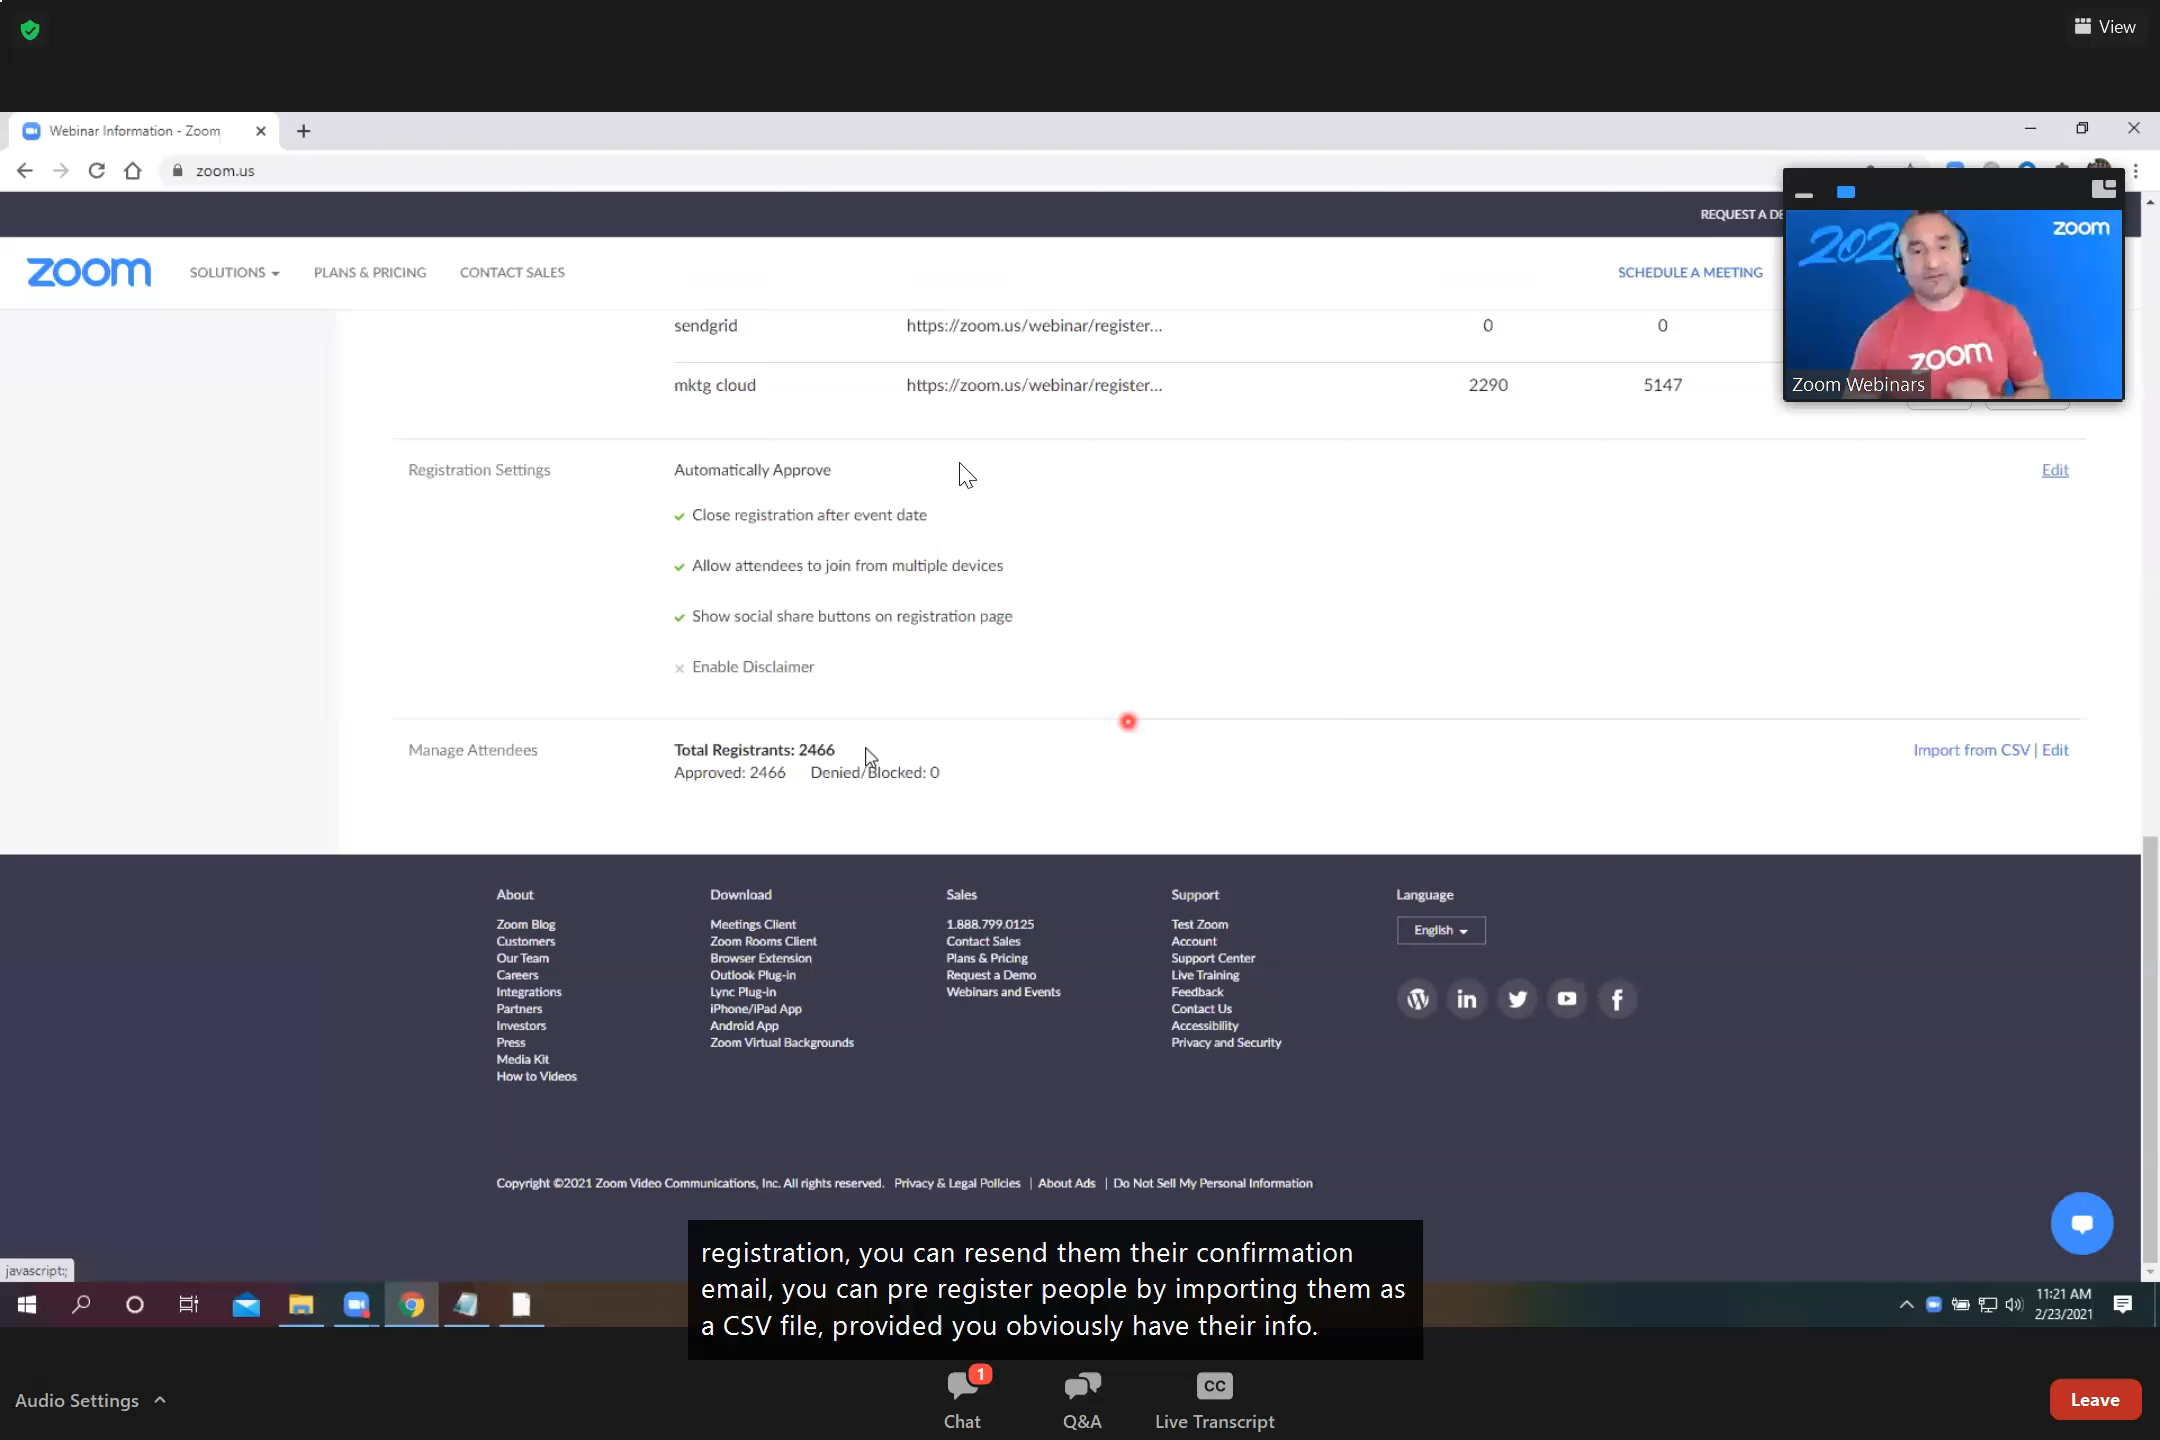 View
Webinar Information - Zoom
zoom.us
REQUEST A DE
zoom
SOLUTIONS
PLANS & PRICING
CONTACT SALES
SCHEDULE A MEETING
202
zoom
zoom
Zoom Webinars
sendgrid https://zoom.us/webinar/register... 0 0
mktg cloud https://zoom.us/webinar/register... 2290 5147
Registration Settings
Automatically Approve
Edit
Close registration after event date
Allow attendees to join from multiple devices
Show social share buttons on registration page
Enable Disclaimer
Manage Attendees
Total Registrants: 2466
Import from CSV | Edit
Approved: 2466 Denied/Blocked: 0
About
Zoom Blog
Customers
Our Team
Careers
Integrations
Partners
Investors
Press
Media Kit
How to Videos
Download
Meetings Client
Zoom Rooms Client
Browser Extension
Outlook Plug-in
Lync Plug-in
iPhone/iPad App
Android App
Zoom Virtual Backgrounds
Sales
1.888.799.0125
Contact Sales
Plans & Pricing
Request a Demo
Webinars and Events
Support
Test Zoom
Account
Support Center
Live Training
Feedback
Contact Us
Accessibility
Privacy and Security
Language
English
Copyright ©2021 Zoom Video Communications, Inc. All rights reserved. Privacy & Legal Policies | About Ads | Do Not Sell My Personal Information
registration, you can resend them their confirmation
email, you can pre register people by importing them as
a CSV file, provided you obviously have their info.
javascript:;
11:21 AM
2/23/2021
Audio Settings
1
Chat
Q&A
CC
Live Transcript
Leave